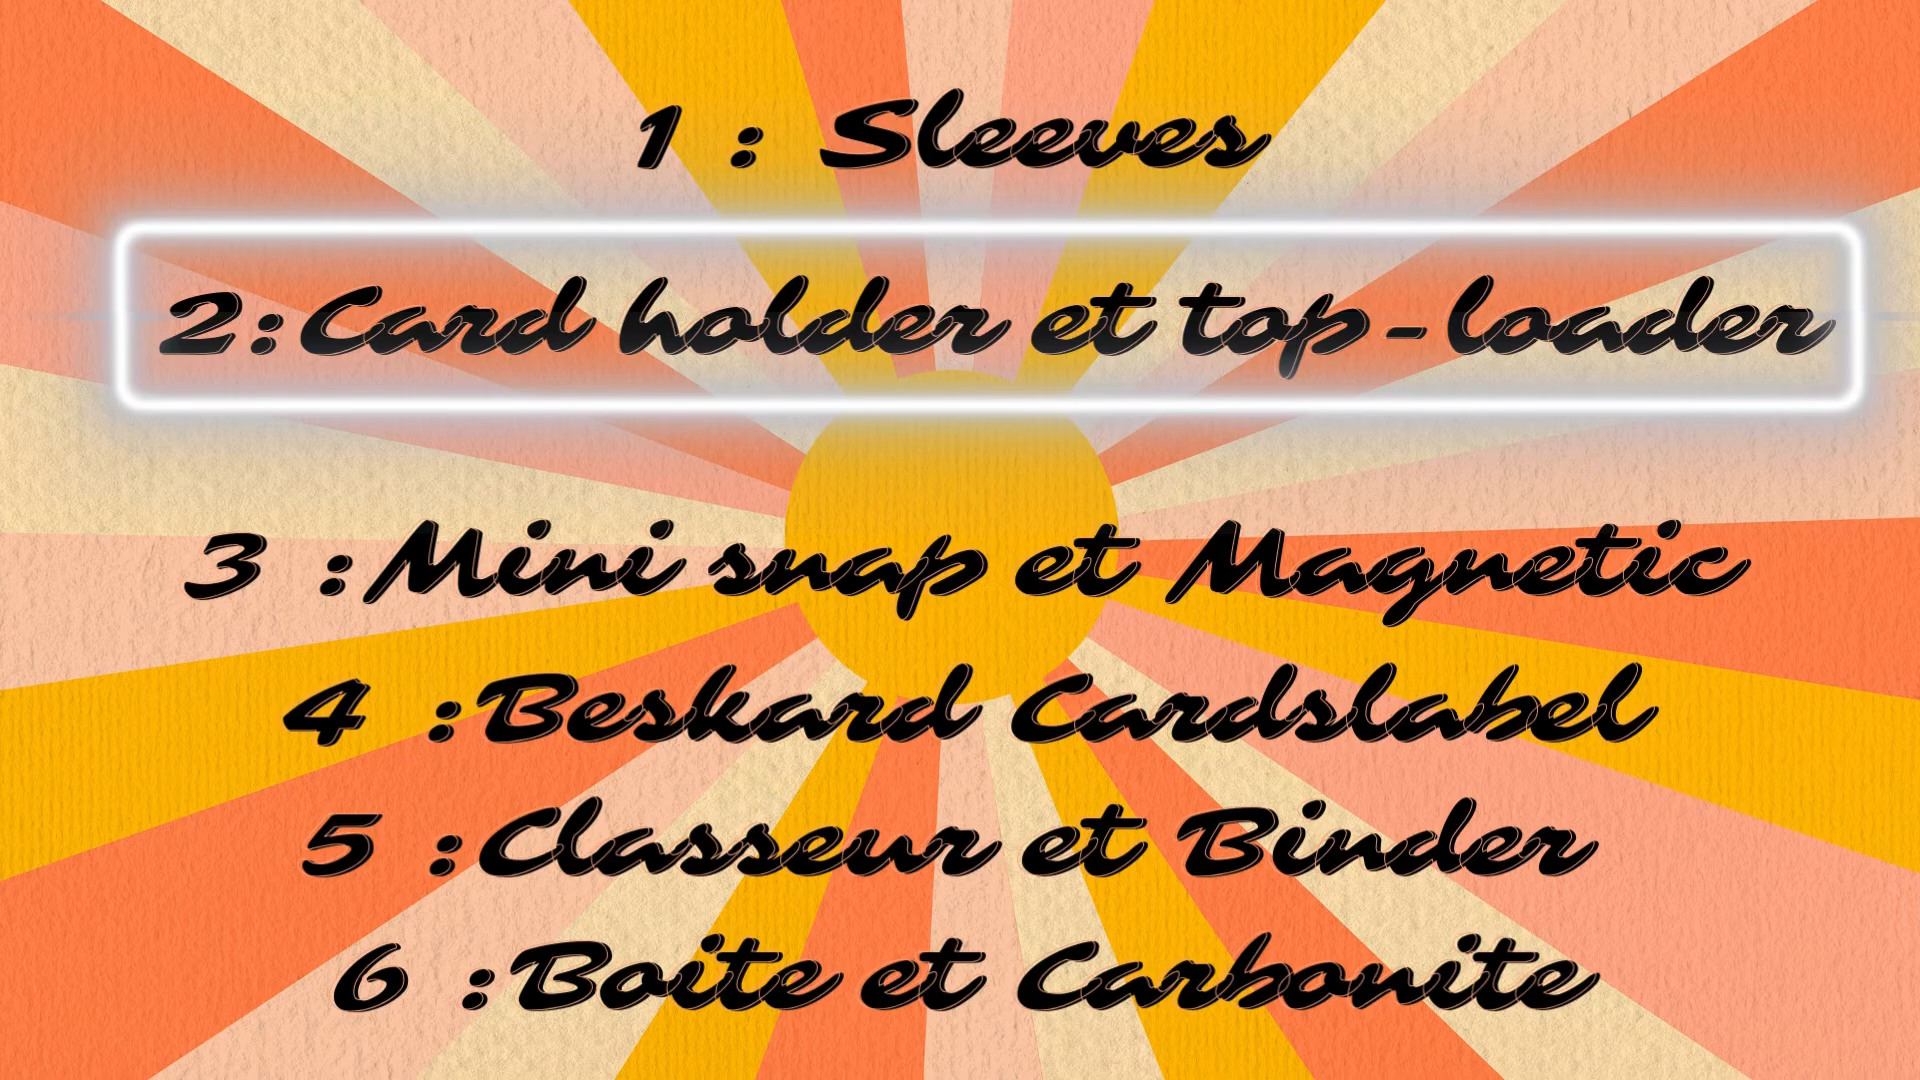 1 : Sleeves
2:Card holder et top-loader
3 :Mini snap et Magnetic
4 :Beskard Cardslabel
5 :Classeur et Binder
6 :Boite et Carbonite